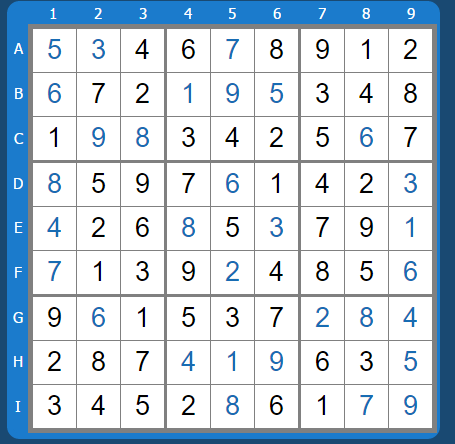 1 2 3 4 5 6 7 8 9
A 5 3 4 6 7 8 9 1 2
B 6 7 2 1 9 5 3 4 8
C 1 9 8 3 4 2 5 6 7
D 8 5 9 7 6 1 4 2 3
E 4 2 6 8 5 3 7 9 1
F 7 1 3 9 2 4 8 5 6
G 9 6 1 5 3 7 2 8 4
H 2 8 7 4 1 9 6 3 5
I 3 4 5 2 8 6 1 7 9